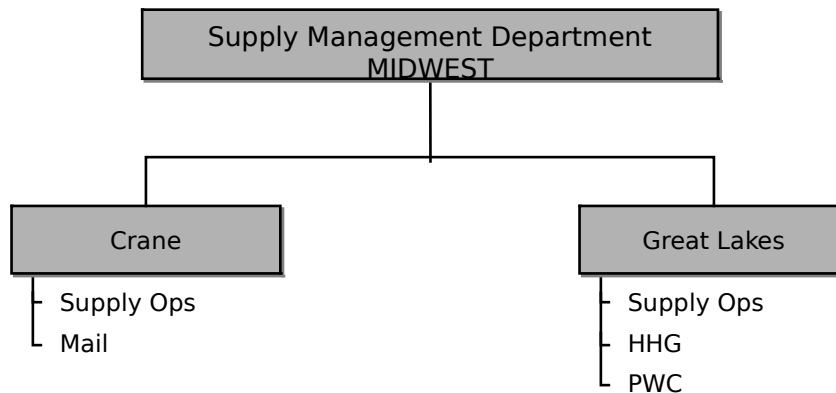 Supply Management Department
MIDWEST
Crane
Supply Ops
Mail
Great Lakes
Supply Ops
HHG
PWC